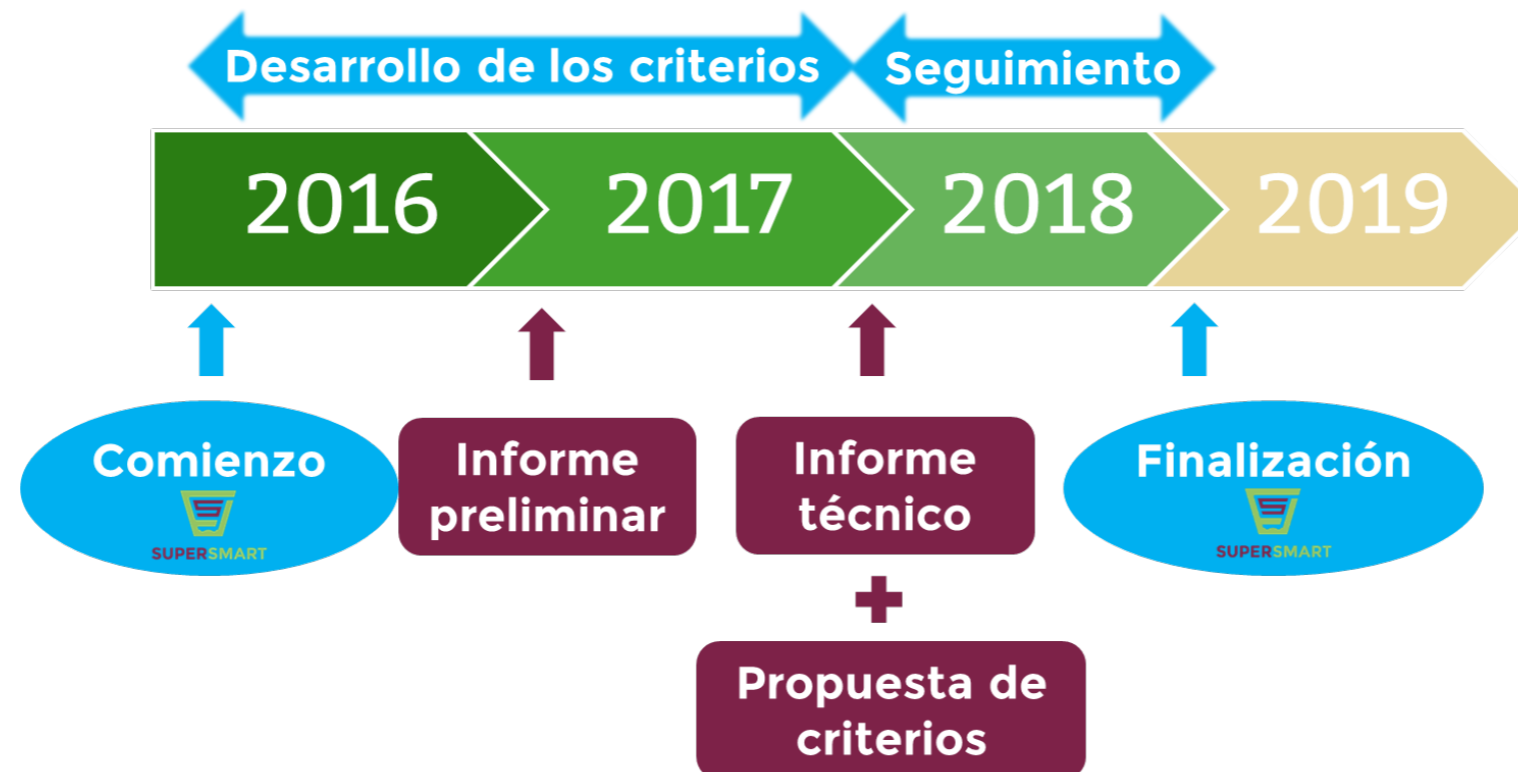 Desarrollo de los criterios
Seguimiento
2016
2017
2018
2019
Comienzo
SUPERSMART
Informe
preliminar
Informe
técnico
Propuesta de
criterios
Finalización
SUPERSMART